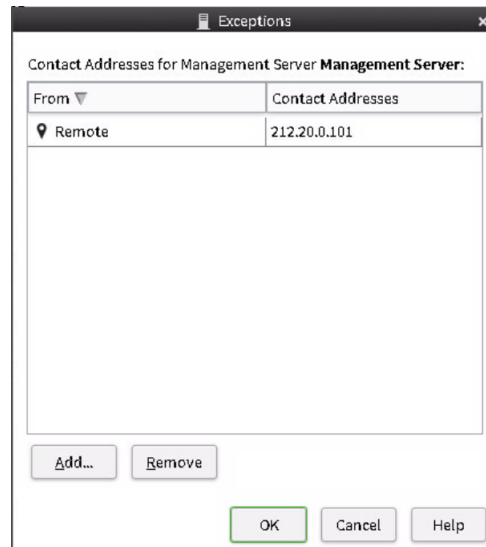 Exceptions
Contact Addresses for Management Server Management Server:
From
Contact Addresses
Remote
212.20.0.101
Add...
Remove
OK
Cancel
Help